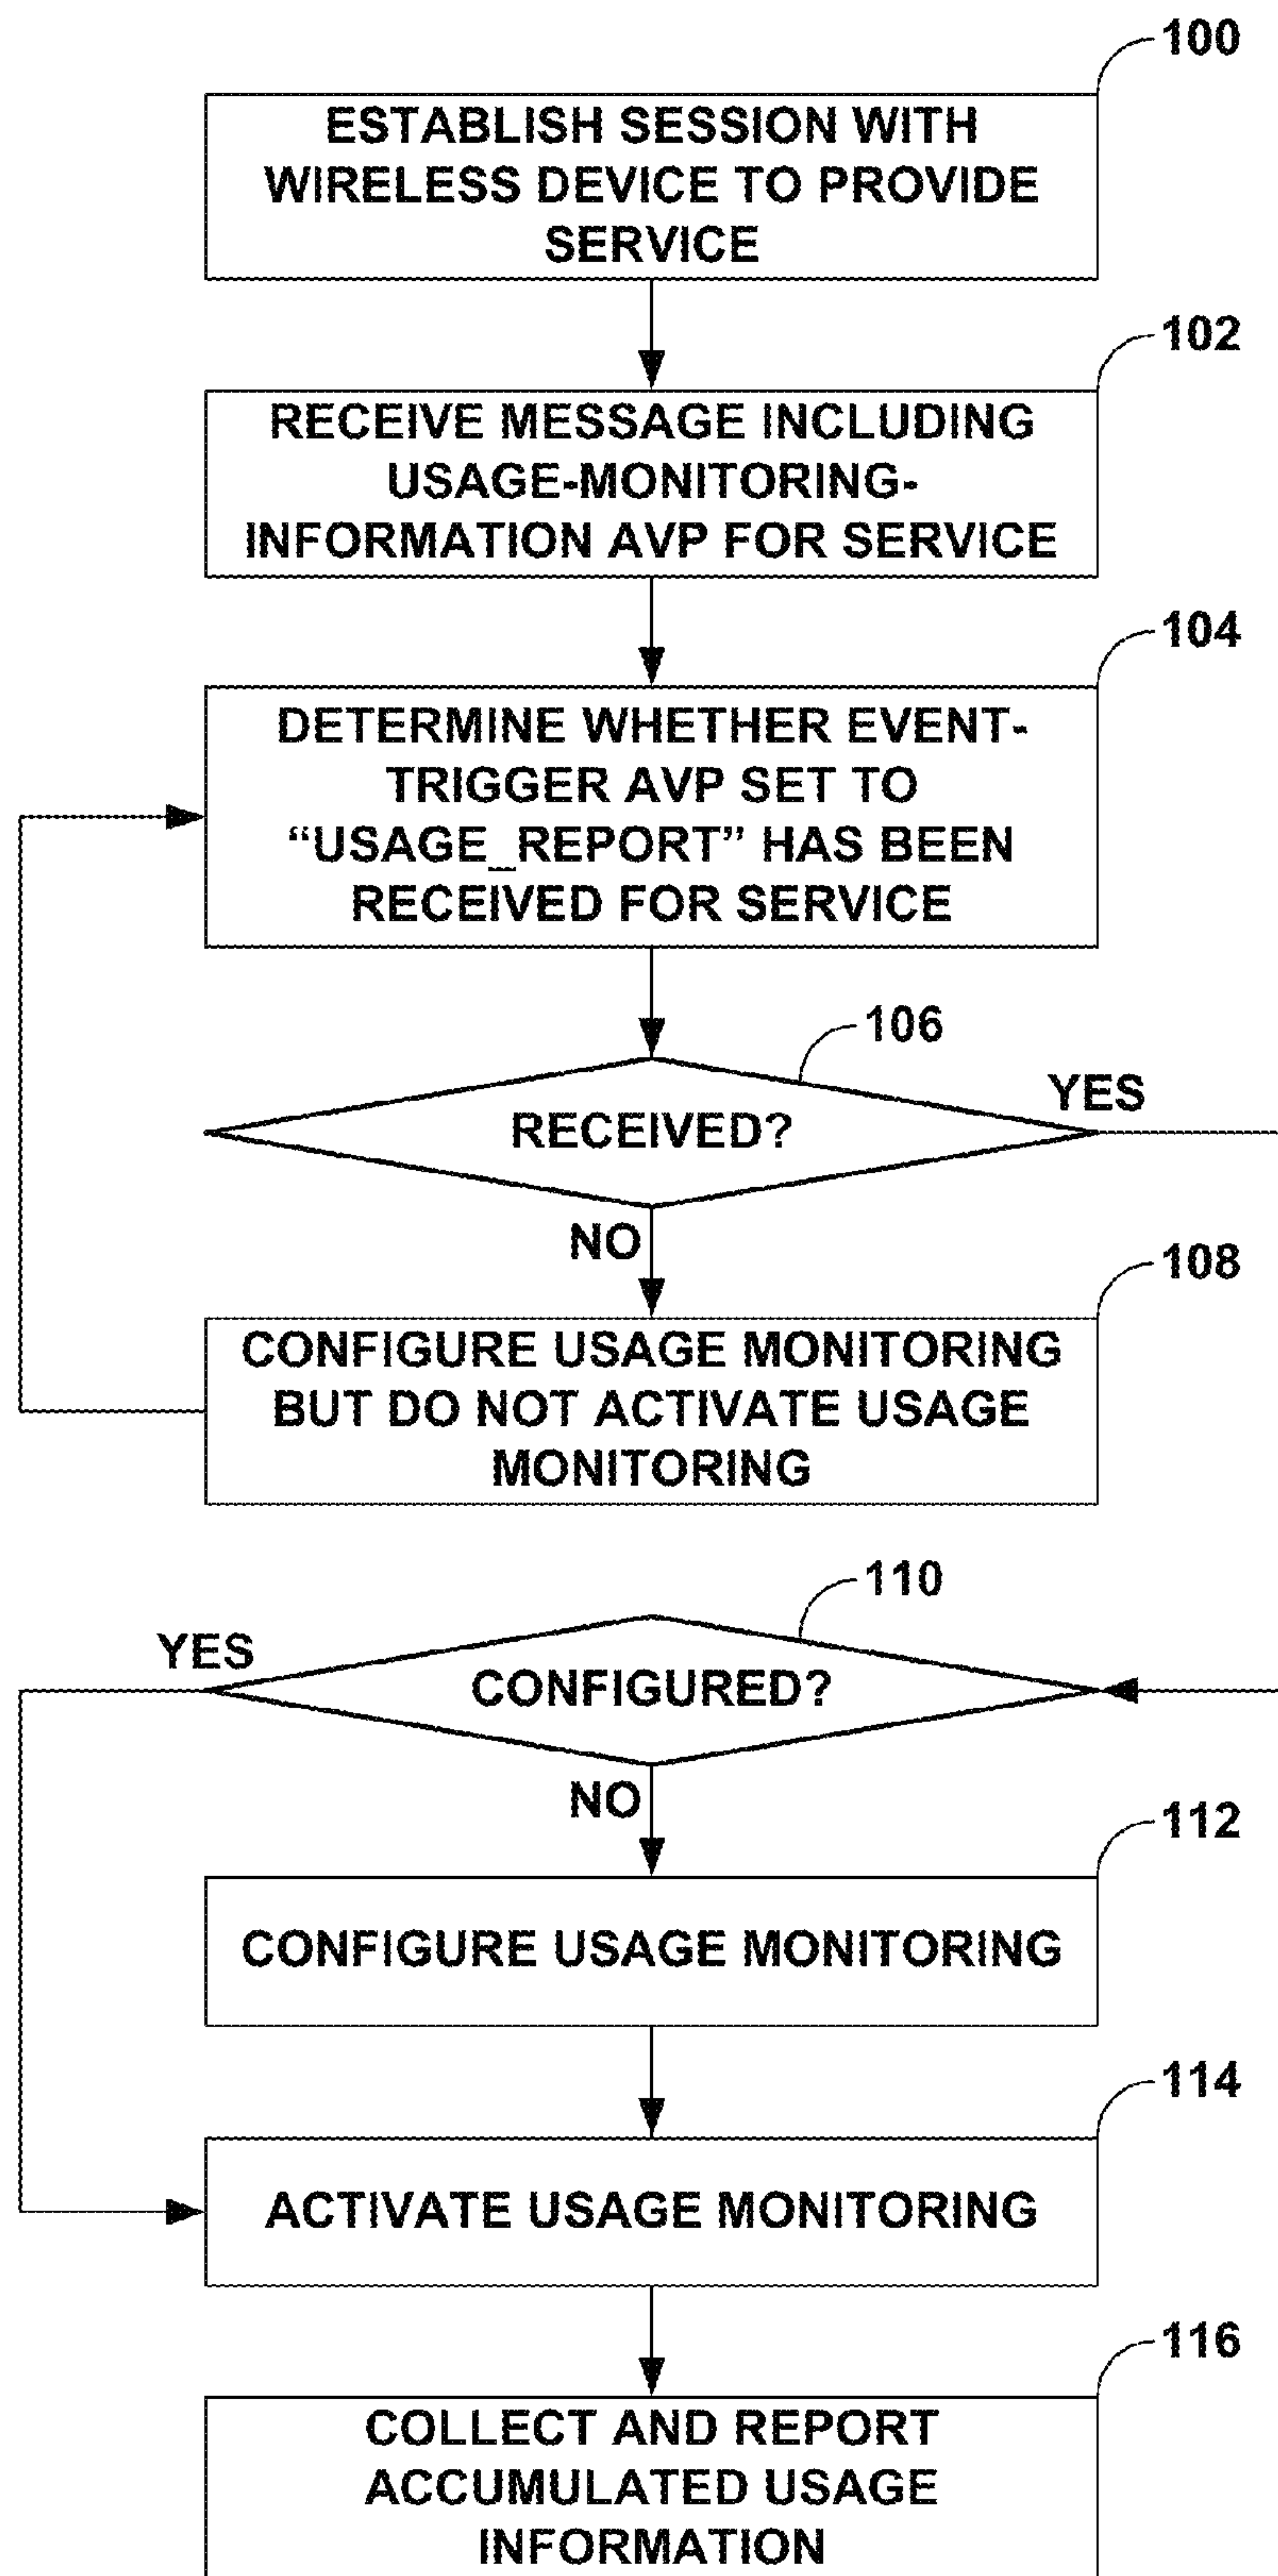 100
ESTABLISH SESSION WITH
WIRELESS DEVICE TO PROVIDE
SERVICE
102
RECEIVE MESSAGE INCLUDING
USAGE-MONITORING-
INFORMATION AVP FOR SERVICE
104
DETERMINE WHETHER EVENT-
TRIGGER AVP SET TO
“USAGE_REPORT” HAS BEEN
RECEIVED FOR SERVICE
106
RECEIVED?
YES
NO
108
CONFIGURE USAGE MONITORING
BUT DO NOT ACTIVATE USAGE
MONITORING
110
YES
CONFIGURED?
NO
112
CONFIGURE USAGE MONITORING
114
ACTIVATE USAGE MONITORING
116
COLLECT AND REPORT
ACCUMULATED USAGE
INFORMATION